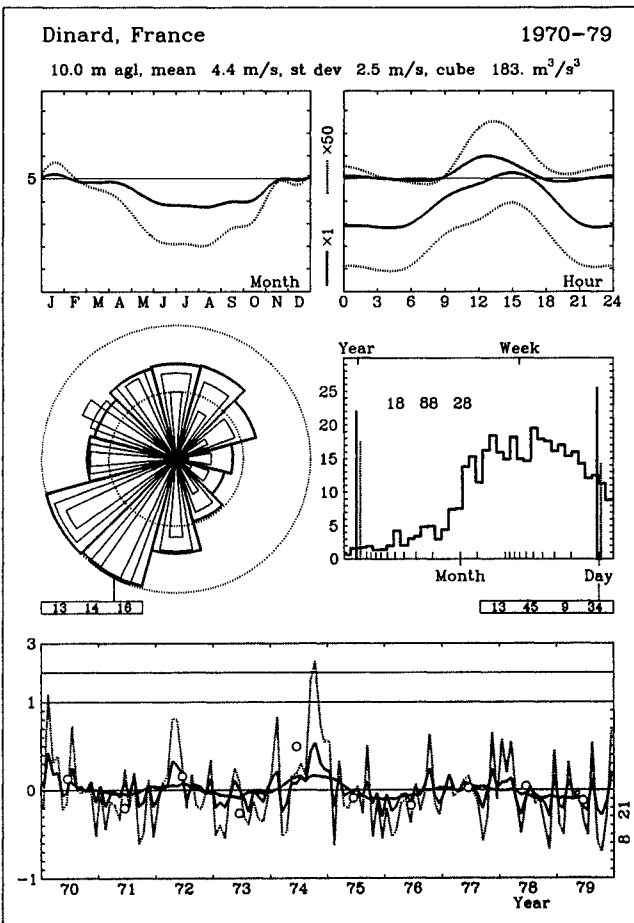 Dinard, France 1970-79
10.0 m agl, mean 4.4 m/s, st dev 2.5 m/s, cube 183. m³/s³
5
J F M A M J J A S O N D
Month
×1 ×50
0 3 6 9 12 15 18 21 24
Hour
13 14 16
Year Week
18 88 28
30
25
20
15
10
5
0
Month Day
13 45 9 34
3
1
0
-1
70 71 72 73 74 75 76 77 78 79
Year
8 21